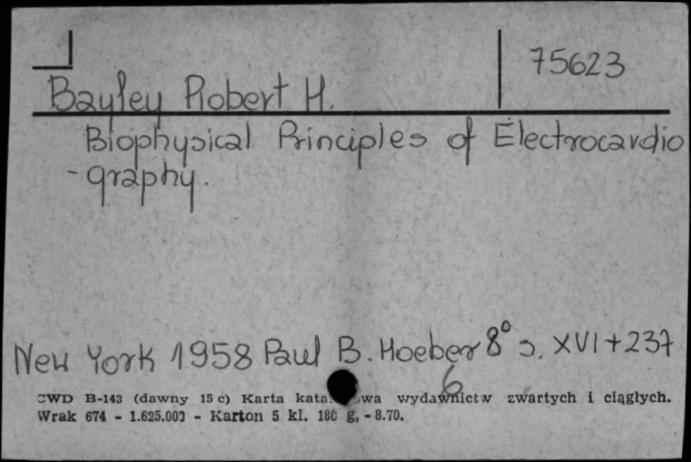 75623
Bayley Robert H.
Biophysical Principles of Electrocardio
-graphy.
New York 1958 Paul B. Hoeber 8° s. XVI+237
6
CWD B-143 (dawny 15 c) Karta kata wa wydawnictw zwartych i ciągłych.
Wrak 674 - 1.625.003 - Karton 5 kl. 180 g, - 8.70.